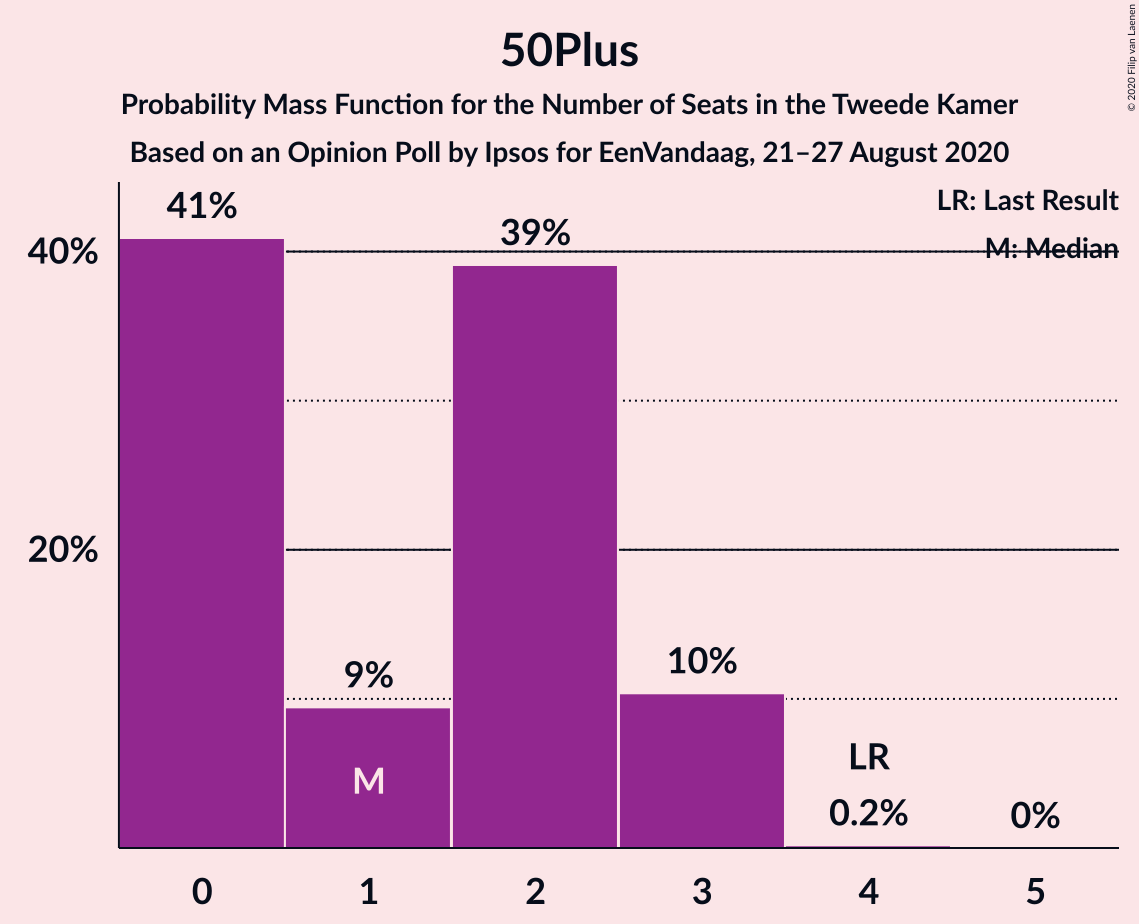 50Plus
Probability Mass Function for the Number of Seats in the Tweede Kamer
Based on an Opinion Poll by Ipsos for EenVandaag, 21–27 August 2020
© 2020 Filip van Laenen
LR: Last Result
M: Median
41%
39%
40%
20%
9%
10%
M
LR
0.2%
0%
0 1 2 3 4 5